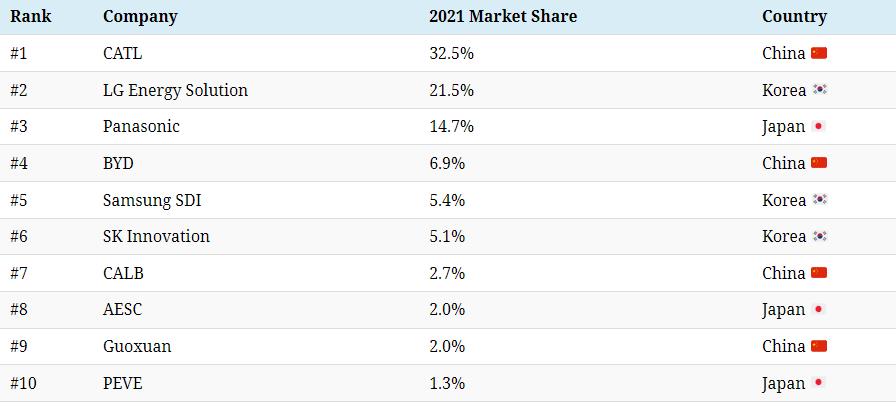 Rank Company 2021 Market Share Country
#1 CATL 32.5% China
#2 LG Energy Solution 21.5% Korea
#3 Panasonic 14.7% Japan
#4 BYD 6.9% China
#5 Samsung SDI 5.4% Korea
#6 SK Innovation 5.1% Korea
#7 CALB 2.7% China
#8 AESC 2.0% Japan
#9 Guoxuan 2.0% China
#10 PEVE 1.3% Japan